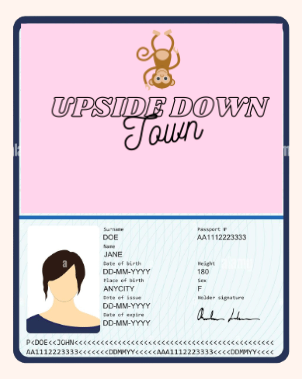 UPSIDE DOWN
Town
Surname
DOE
Passport #
AA1112223333
Name
JANE
Date of birth
DD-MM-YYYY
Height
180
Place of birth
ANYCITY
Sex
F
Date of issue
DD-MM-YYYY
Holder signature
Date of expire
DD-MM-YYYY
P<DOE<<JOHN<<<<<<<<<<<<<<<<<<<<<<<<<<<<<<<<
AA1112223333<<<<<<DDMMYY<<<<<AAA1112223333<<<<DDMMYY<<<<